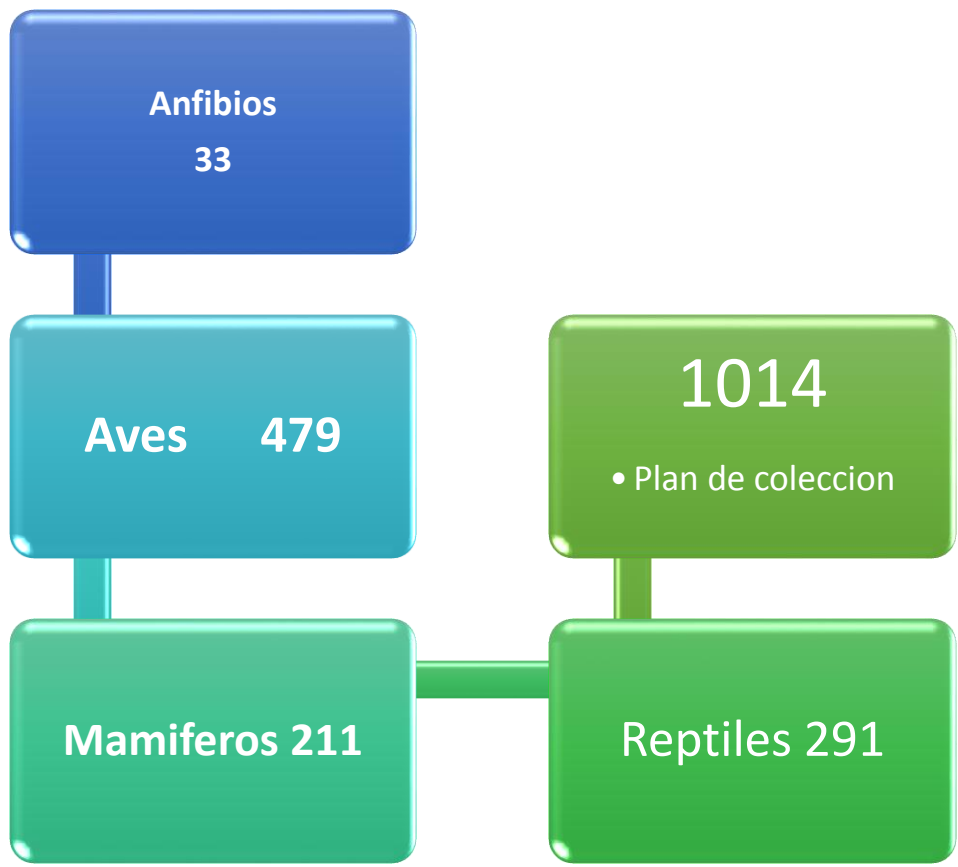 Anfibios
33
Aves 479
Mamiferos 211
Reptiles 291
1014
• Plan de coleccion